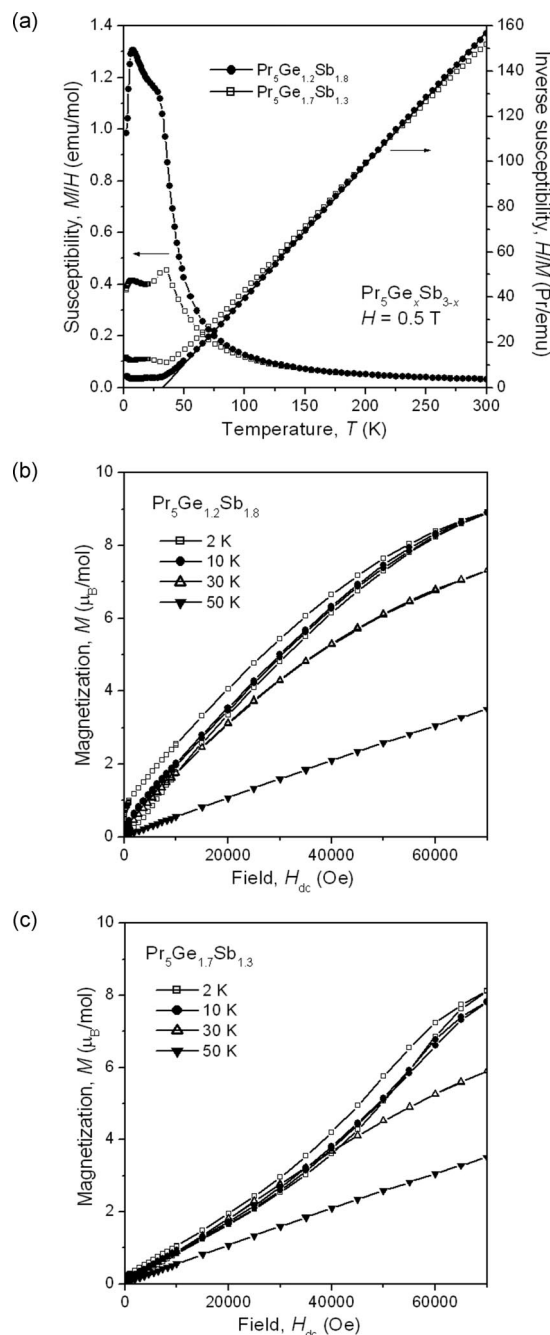 (a)
1.4
1.2
1.0
0.8
0.6
0.4
0.2
0.0
Susceptibility, M/H (emu/mol)
Pr₅Ge₁.₂Sb₁.₈
Pr₅Ge₁.₇Sb₁.₃
Pr₅GeₓSb₃₋ₓ
H = 0.5 T
160
140
120
100
80
60
40
20
0
Inverse susceptibility, H/M (Pr/emu)
0 50 100 150 200 250 300
Temperature, T (K)
(b)
10
8
6
4
2
0
Magnetization, M (μB/mol)
Pr₅Ge₁.₂Sb₁.₈
2 K
10 K
30 K
50 K
0 20000 40000 60000
Field, Hdc (Oe)
(c)
10
8
6
4
2
0
Magnetization, M (μB/mol)
Pr₅Ge₁.₇Sb₁.₃
2 K
10 K
30 K
50 K
0 20000 40000 60000
Field, Hdc (Oe)